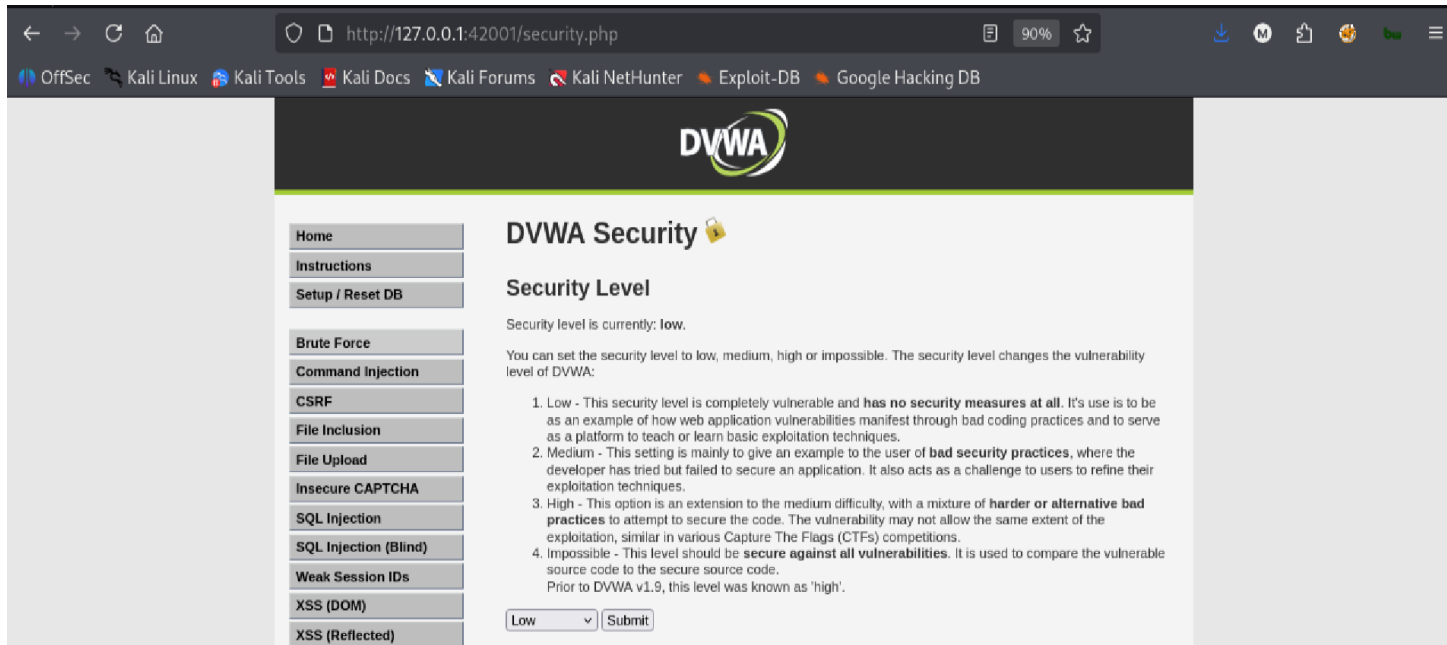 http://127.0.0.1:42001/security.php
90%
M
OffSec
Kali Linux
Kali Tools
Kali Docs
Kali Forums
Kali NetHunter
Exploit-DB
Google Hacking DB
DVWA
Home
Instructions
Setup / Reset DB
Brute Force
Command Injection
CSRF
File Inclusion
File Upload
Insecure CAPTCHA
SQL Injection
SQL Injection (Blind)
Weak Session IDs
XSS (DOM)
XSS (Reflected)
DVWA Security
Security Level
Security level is currently: low.
You can set the security level to low, medium, high or impossible. The security level changes the vulnerability
level of DVWA:
1. Low - This security level is completely vulnerable and has no security measures at all. It's use is to be
as an example of how web application vulnerabilities manifest through bad coding practices and to serve
as a platform to teach or learn basic exploitation techniques.
2. Medium - This setting is mainly to give an example to the user of bad security practices, where the
developer has tried but failed to secure an application. It also acts as a challenge to users to refine their
exploitation techniques.
3. High - This option is an extension to the medium difficulty, with a mixture of harder or alternative bad
practices to attempt to secure the code. The vulnerability may not allow the same extent of the
exploitation, similar in various Capture The Flags (CTFs) competitions.
4. Impossible - This level should be secure against all vulnerabilities. It is used to compare the vulnerable
source code to the secure source code.
Prior to DVWA v1.9, this level was known as 'high'.
Low
Submit